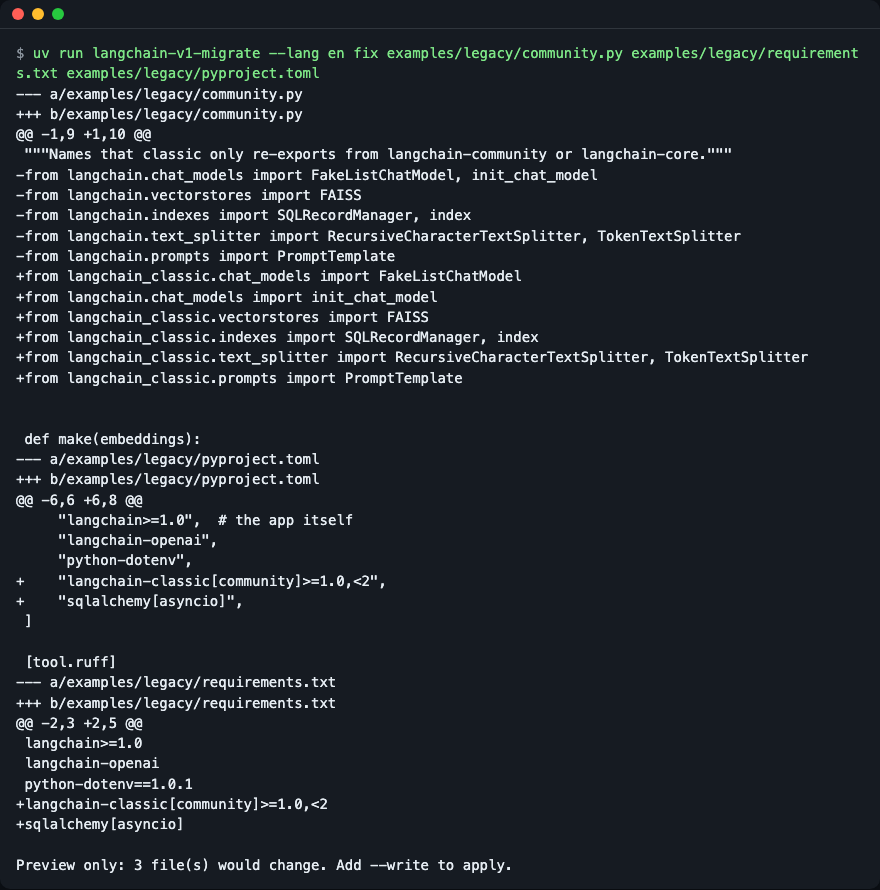 $ uv run langchain-v1-migrate --lang en fix examples/legacy/community.py examples/legacy/requirement
s.txt examples/legacy/pyproject.toml
--- a/examples/legacy/community.py
+++ b/examples/legacy/community.py
@@ -1,9 +1,10 @@
 """Names that classic only re-exports from langchain-community or langchain-core."""
-from langchain.chat_models import FakeListChatModel, init_chat_model
-from langchain.vectorstores import FAISS
-from langchain.indexes import SQLRecordManager, index
-from langchain.text_splitter import RecursiveCharacterTextSplitter, TokenTextSplitter
-from langchain.prompts import PromptTemplate
+from langchain_classic.chat_models import FakeListChatModel
+from langchain.chat_models import init_chat_model
+from langchain_classic.vectorstores import FAISS
+from langchain_classic.indexes import SQLRecordManager, index
+from langchain_classic.text_splitter import RecursiveCharacterTextSplitter, TokenTextSplitter
+from langchain_classic.prompts import PromptTemplate


 def make(embeddings):
--- a/examples/legacy/pyproject.toml
+++ b/examples/legacy/pyproject.toml
@@ -6,6 +6,8 @@
     "langchain>=1.0",  # the app itself
     "langchain-openai",
     "python-dotenv",
+    "langchain-classic[community]>=1.0,<2",
+    "sqlalchemy[asyncio]",
 ]

 [tool.ruff]
--- a/examples/legacy/requirements.txt
+++ b/examples/legacy/requirements.txt
@@ -2,3 +2,5 @@
 langchain>=1.0
 langchain-openai
 python-dotenv==1.0.1
+langchain-classic[community]>=1.0,<2
+sqlalchemy[asyncio]

Preview only: 3 file(s) would change. Add --write to apply.